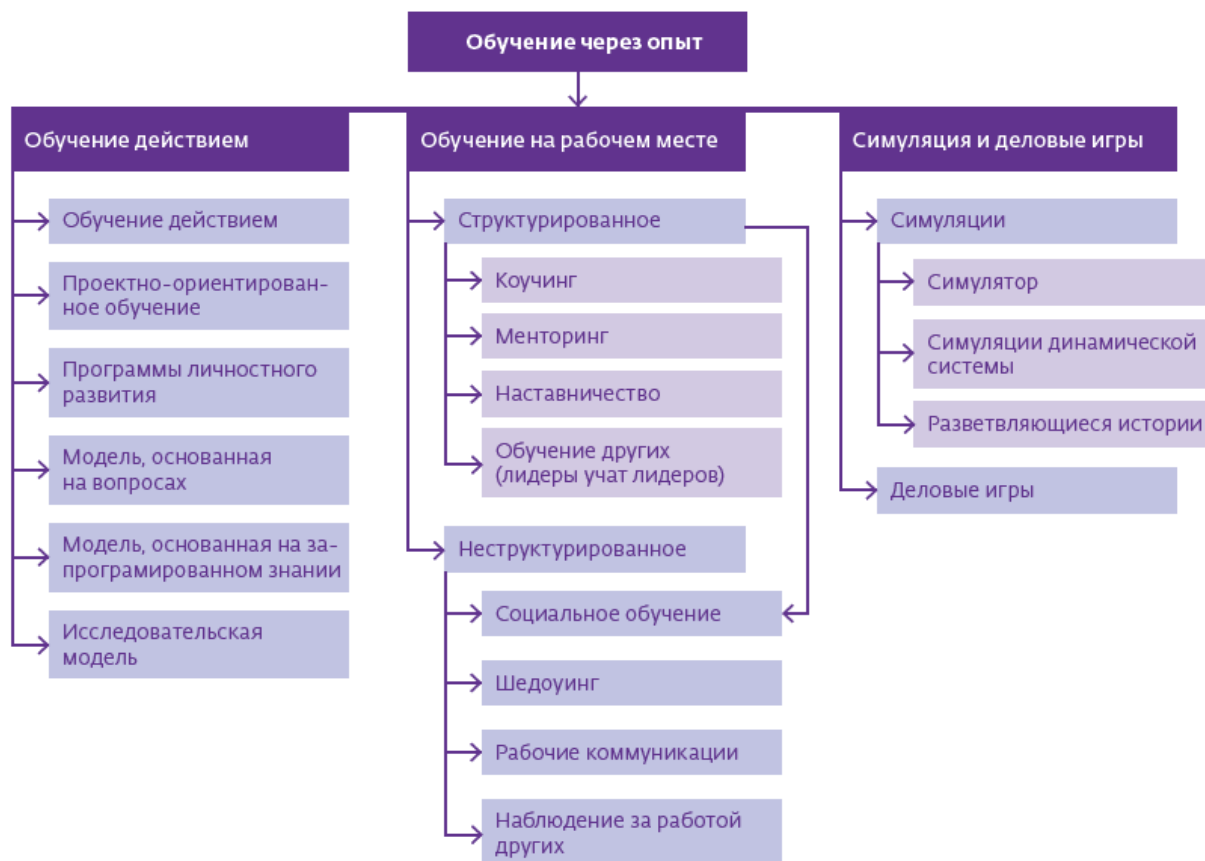 Обучение через опыт
Обучение действием
Обучение действием
Проектно-ориентирован-
ное обучение
Программы личностного
развития
Модель, основанная
на вопросах
Модель, основанная на за-
програмированном знании
Исследовательская
модель
Обучение на рабочем месте
Структурированное
Коучинг
Менторинг
Наставничество
Обучение других
(лидеры учат лидеров)
Неструктурированное
Социальное обучение
Шедоуинг
Рабочие коммуникации
Наблюдение за работой
других
Симуляция и деловые игры
Симуляции
Симулятор
Симуляции динамической
системы
Разветвляющиеся истории
Деловые игры